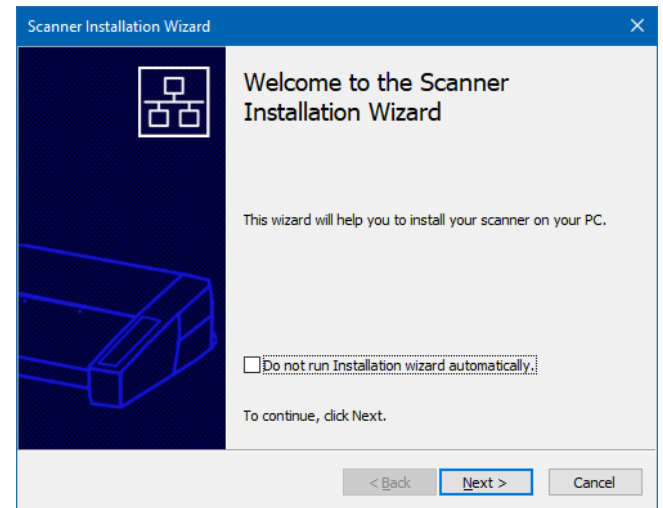 Scanner Installation Wizard
Welcome to the Scanner
Installation Wizard
This wizard will help you to install your scanner on your PC.
Do not run Installation wizard automatically.
To continue, click Next.
< Back Next > Cancel